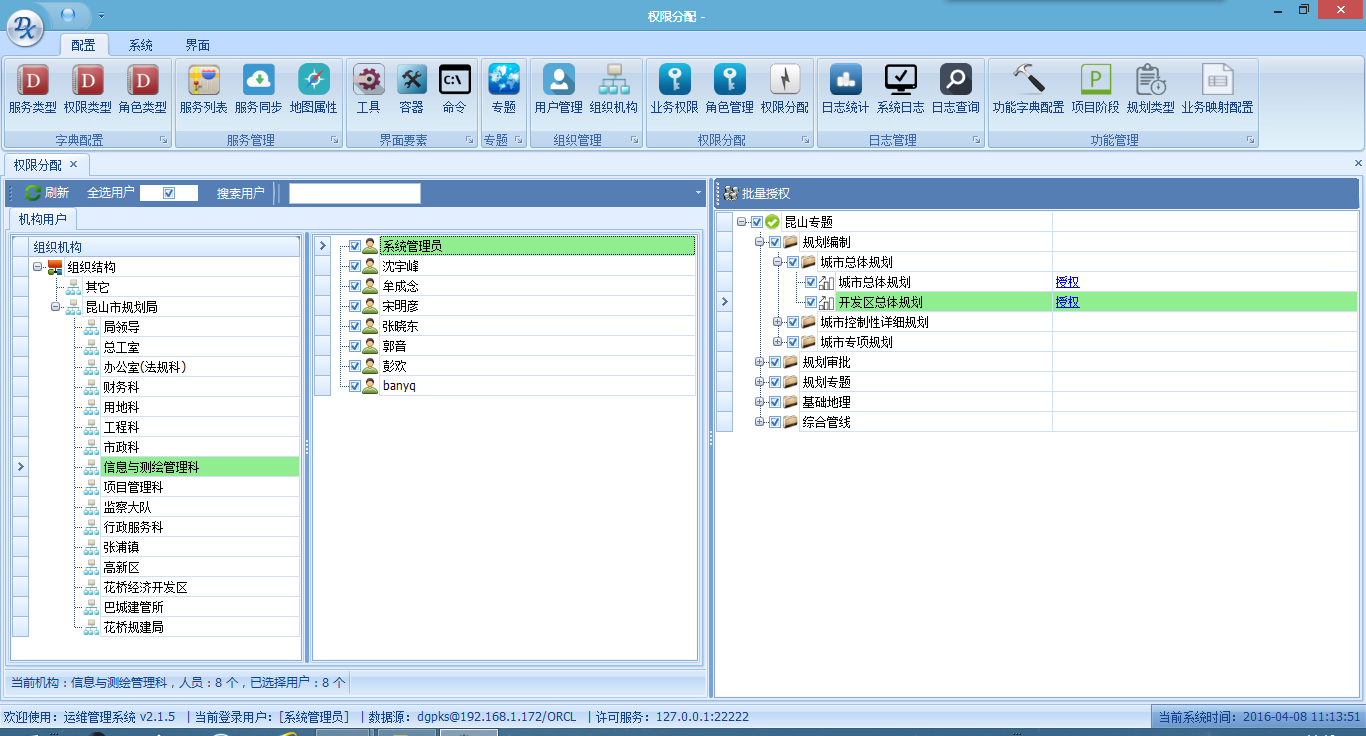 权限分配 -
配置 系统 界面
服务类型 权限类型 角色类型 服务列表 服务同步 地图属性 工具 容器 命令 专题 用户管理 组织机构 业务权限 角色管理 权限分配 日志统计 系统日志 日志查询 功能字典配置 项目阶段 规划类型 业务映射配置
字典配置 服务管理 界面要素 专题 组织管理 权限分配 日志管理 功能管理
权限分配
刷新 全选用户 搜索用户
机构用户
组织机构
组织结构
其它
昆山市规划局
局领导
总工室
办公室(法规科)
财务科
用地科
工程科
市政科
信息与测绘管理科
项目管理科
监察大队
行政服务科
张浦镇
高新区
花桥经济开发区
巴城建管所
花桥规建局
系统管理员
沈宇峰
牟成念
宋明彦
张晓东
郭音
彭欢
banyq
批量授权
昆山专题
规划编制
城市总体规划
城市总体规划 授权
开发区总体规划 授权
城市控制性详细规划
城市专项规划
规划审批
规划专题
基础地理
综合管线
当前机构：信息与测绘管理科，人员：8 个，已选择用户：8 个
欢迎使用：运维管理系统 v2.1.5 | 当前登录用户：[系统管理员] | 数据源：dgpks@192.168.1.172/ORCL | 许可服务：127.0.0.1:22222 当前系统时间：2016-04-08 11:13:51